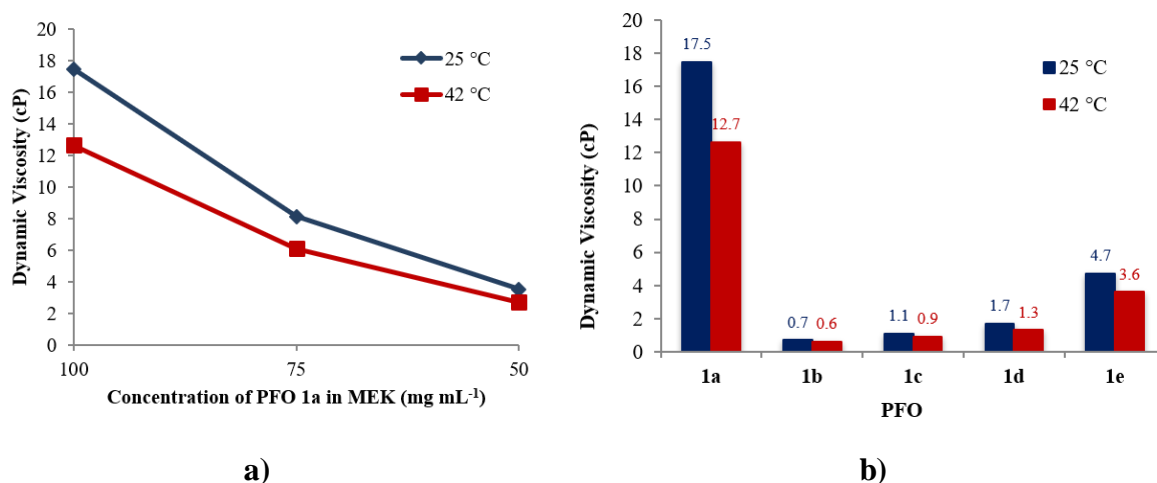 20
18
16
14
12
10
8
6
4
2
0
Dynamic Viscosity (cP)
25 °C
42 °C
100 75 50
Concentration of PFO 1a in MEK (mg mL-1)
a)
20
18
16
14
12
10
8
6
4
2
0
Dynamic Viscosity (cP)
25 °C
42 °C
17.5
12.7
0.7 0.6
1.1 0.9
1.7 1.3
4.7
3.6
1a 1b 1c 1d 1e
PFO
b)